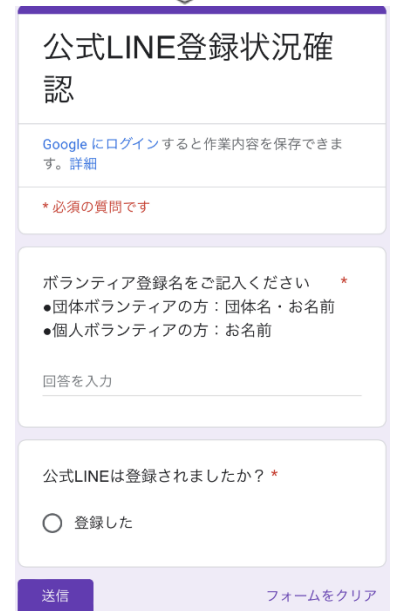 公式LINE登録状況確
認
Google にログインすると作業内容を保存できま
す。詳細
* 必須の質問です
ボランティア登録名をご記入ください *
●団体ボランティアの方：団体名・お名前
●個人ボランティアの方：お名前
回答を入力
公式LINEは登録されましたか？ *
登録した
送信
フォームをクリア